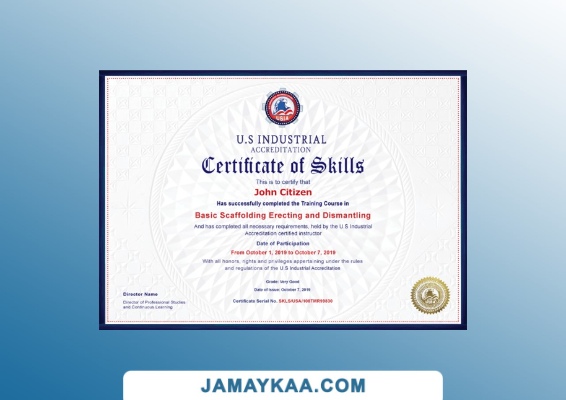 USIA
U.S INDUSTRIAL
ACCREDITATION
Certificate of Skills
This is to certify that
John Citizen
Has successfully completed the Training Course in
Basic Scaffolding Erecting and Dismantling
And has completed all necessary requirements, held by the U.S Industrial
Accreditation certified instructor
Date of Participation
From October 1, 2019 to October 7, 2019
With all honors, rights and privileges appertaining under the rules
and regulations of the U.S Industrial Accreditation
Grade: Very Good
Date of Issue: October 7, 2019
Director Name
Director of Professional Studies
and Continuous Learning
Certificate Serial No.
JAMAYKAA.COM